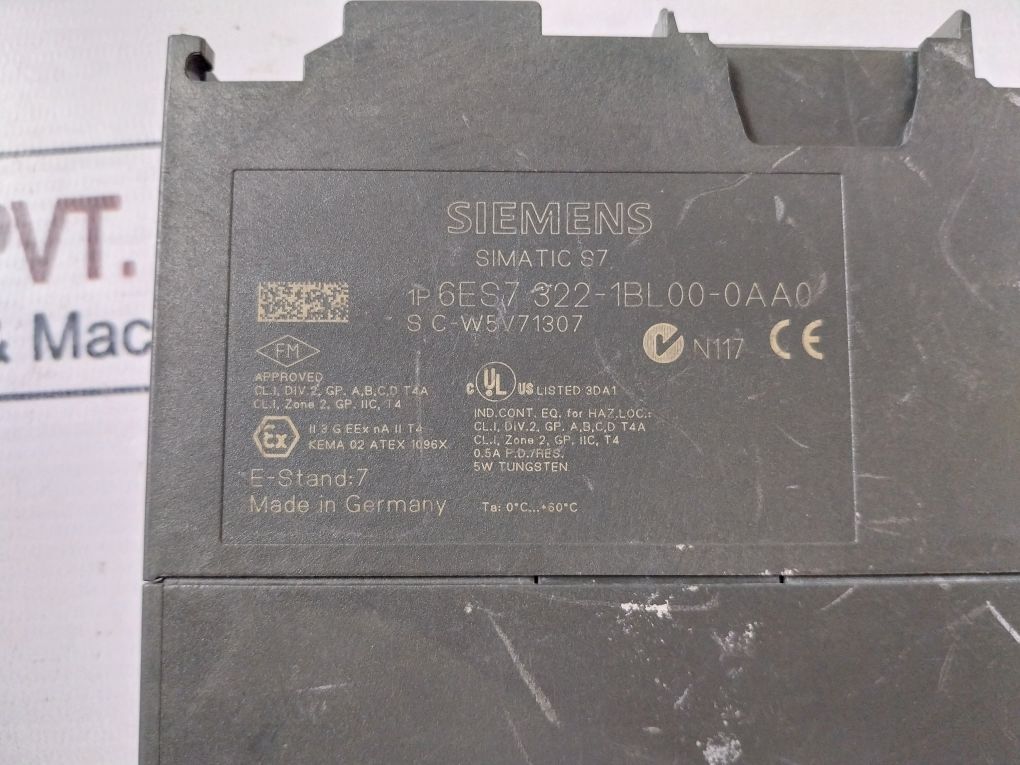 PVT.
& Mac
SIEMENS
SIMATIC S7
1P 6ES7 322-1BL00-0AA0
S C-W5V71307
N117 CE
FM
APPROVED
CL.I, DIV.2, GP. A,B,C,D T4A
CL.I, Zone 2, GP. IIC, T4
Ex II 3 G EEx nA II T4
KEMA 02 ATEX 1096X
E-Stand:7
Made in Germany
c UL US LISTED 3DA1
IND.CONT. EQ. for HAZ.LOC.:
CL.I, DIV.2, GP. A,B,C,D T4A
CL.I, Zone 2, GP. IIC, T4
0.5A P.D./RES.
5W TUNGSTEN
Ta: 0°C...+60°C